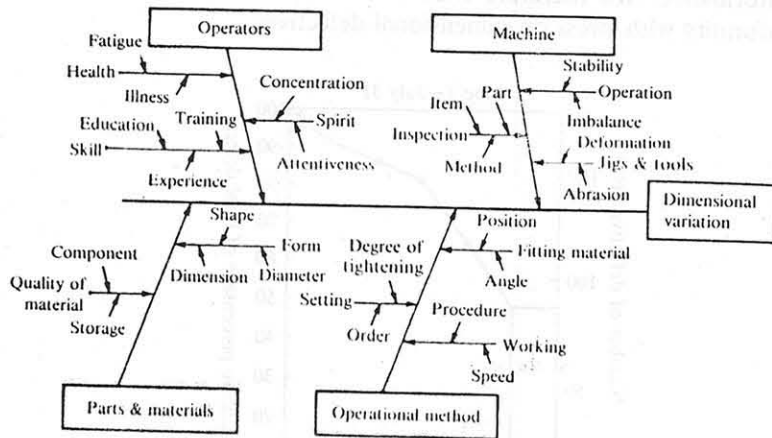 Operators
Machine
Fatigue
Health
Illness
Concentration
Spirit
Attentiveness
Education
Training
Skill
Experience
Stability
Operation
Imbalance
Part
Item
Inspection
Method
Deformation
Jigs & tools
Abrasion
Dimensional
variation
Shape
Form
Dimension
Diameter
Component
Quality of
material
Storage
Position
Fitting material
Angle
Degree of
tightening
Setting
Order
Procedure
Working
Speed
Parts & materials
Operational method